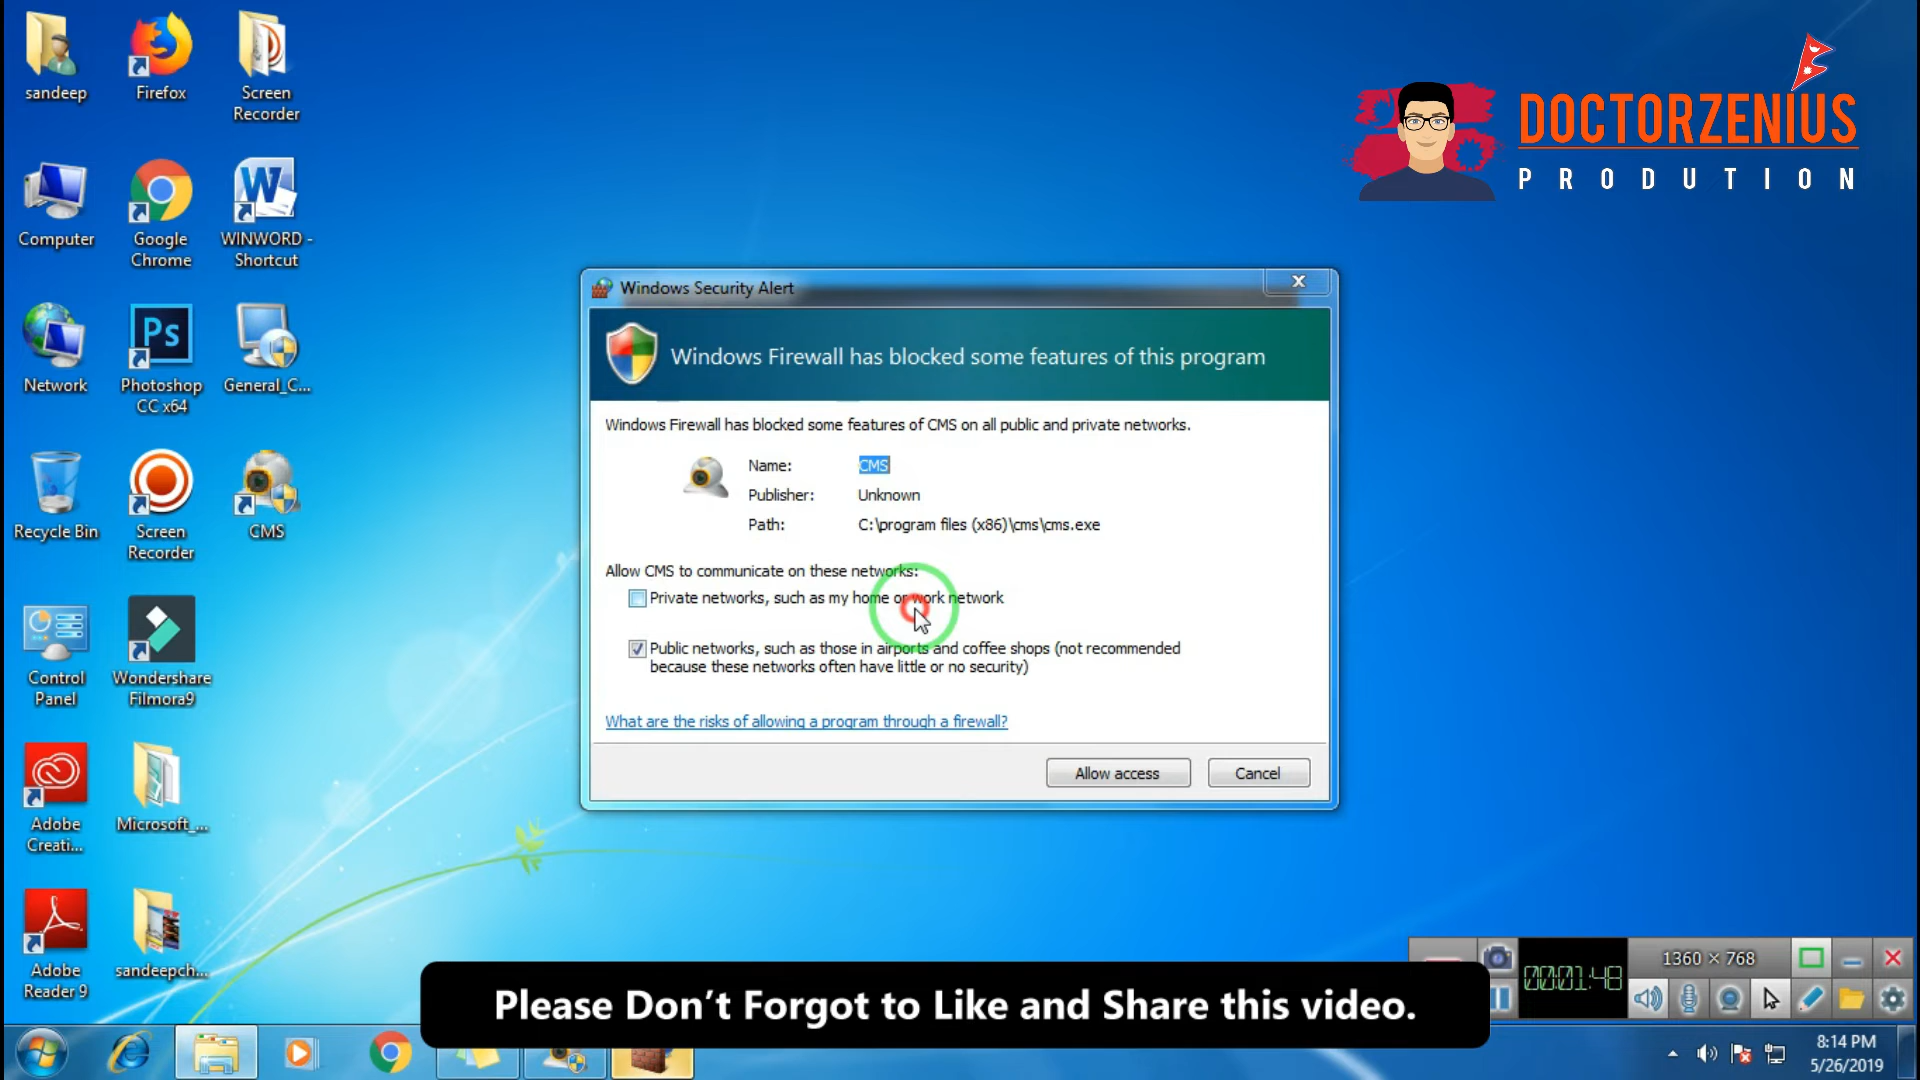 sandeep
Firefox
Screen
Recorder
DOCTORZENIUS
PRODUTION
Computer
Google
Chrome
WINWORD -
Shortcut
Network
Photoshop
CC x64
General_C...
Recycle Bin
Screen
Recorder
CMS
Control
Panel
Wondershare
Filmora9
Adobe
Creati...
Microsoft_...
Adobe
Reader 9
sandeepch...
Windows Security Alert
Windows Firewall has blocked some features of this program
Windows Firewall has blocked some features of CMS on all public and private networks.
Name: CMS
Publisher: Unknown
Path: C:\program files (x86)\cms\cms.exe
Allow CMS to communicate on these networks:
Private networks, such as my home or work network
Public networks, such as those in airports and coffee shops (not recommended
because these networks often have little or no security)
What are the risks of allowing a program through a firewall?
Allow access
Cancel
00:01:48
1360 × 768
Please Don't Forgot to Like and Share this video.
8:14 PM
5/26/2019